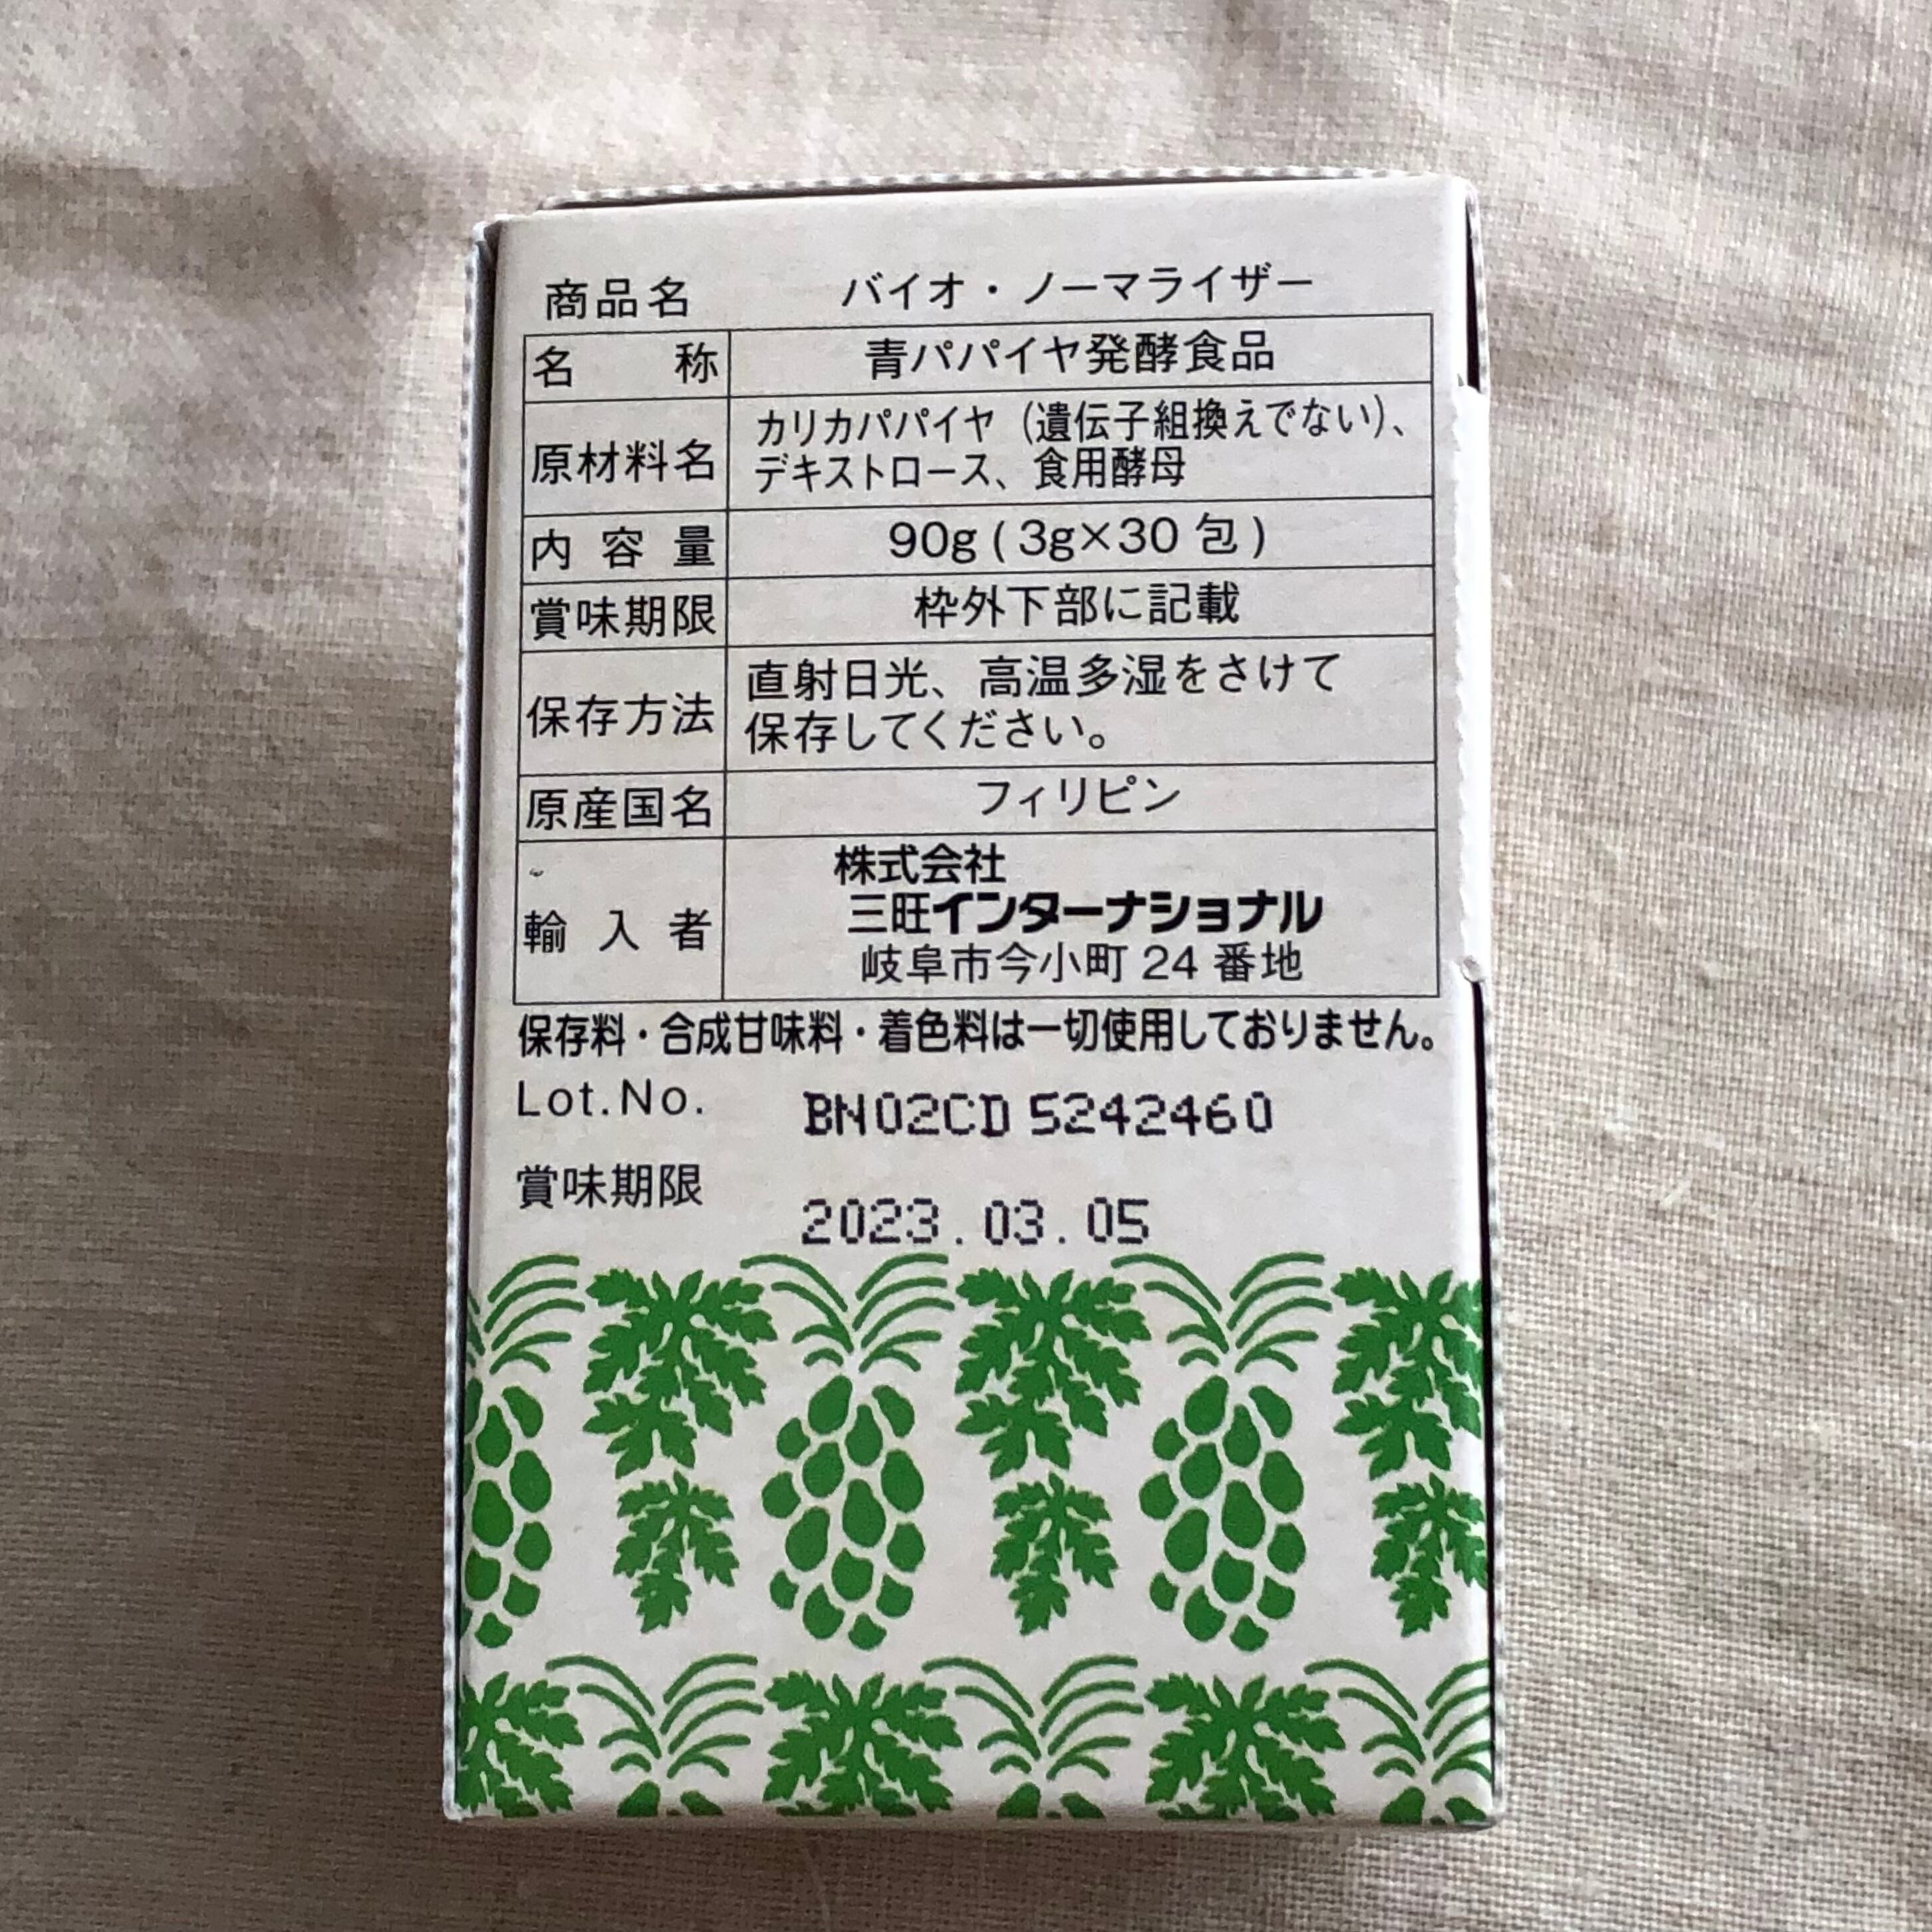 商品名 バイオ・ノーマライザー
名称 青パパイヤ発酵食品
原材料名 カリカパパイヤ（遺伝子組換えでない）、
デキストロース、食用酵母
内容量 90g(3g×30包)
賞味期限 枠外下部に記載
保存方法 直射日光、高温多湿をさけて
保存してください。
原産国名 フィリピン
輸入者 株式会社
三旺インターナショナル
岐阜市今小町24番地
保存料・合成甘味料・着色料は一切使用しておりません。
Lot.No. BN02CD 5242460
賞味期限 2023.03.05